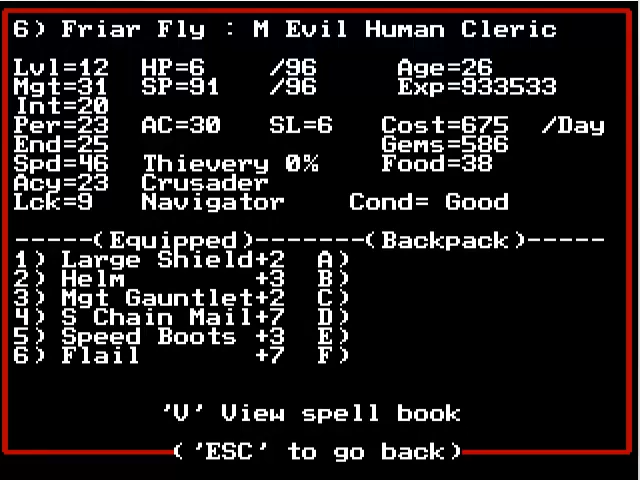 6) Friar Fly : M Evil Human Cleric
Lvl=12 HP=6 /96 Age=26
Mgt=31 SP=91 /96 Exp=933533
Int=20
Per=23 AC=30 SL=6 Cost=675 /Day
End=25 Gems=586
Spd=46 Thievery 0% Food=38
Acy=23 Crusader
Lck=9 Navigator Cond= Good
-----(Equipped)-------(Backpack)-----
1) Large Shield+2 A)
2) Helm +3 B)
3) Mgt Gauntlet+2 C)
4) S Chain Mail+7 D)
5) Speed Boots +3 E)
6) Flail +7 F)
'V' View spell book
('ESC' to go back)